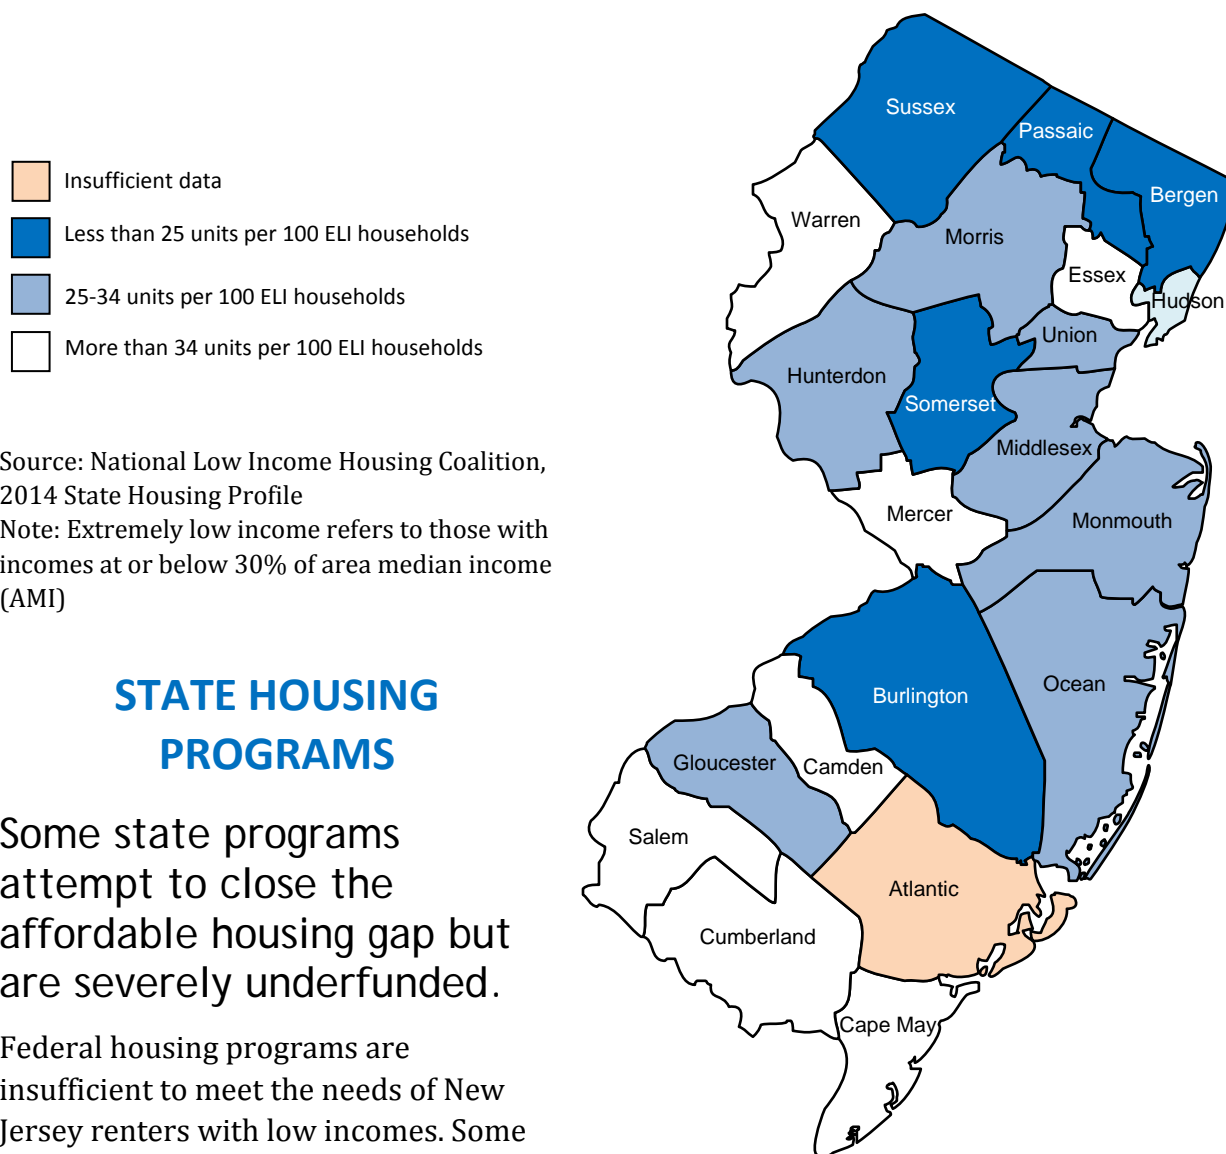 Insufficient data
Less than 25 units per 100 ELI households
25-34 units per 100 ELI households
More than 34 units per 100 ELI households
Source: National Low Income Housing Coalition,
2014 State Housing Profile
Note: Extremely low income refers to those with
incomes at or below 30% of area median income
(AMI)
STATE HOUSING
PROGRAMS
Some state programs
attempt to close the
affordable housing gap but
are severely underfunded.
Federal housing programs are
insufficient to meet the needs of New
Jersey renters with low incomes. Some
Sussex
Passaic
Bergen
Warren
Morris
Essex
Hudson
Union
Hunterdon
Somerset
Middlesex
Mercer
Monmouth
Ocean
Burlington
Gloucester
Camden
Salem
Atlantic
Cumberland
Cape May